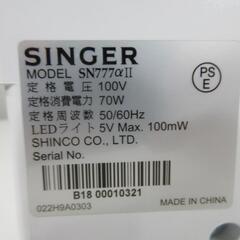 SINGER
MODEL SN777αII
定格電圧 100V
定格消費電力 70W
定格周波数 50/60Hz
LEDライト 5V Max. 100mW
SHINCO CO., LTD.
Serial No.
B18 00010321
022H9A0303
MADE IN TAIWAN
PS
E